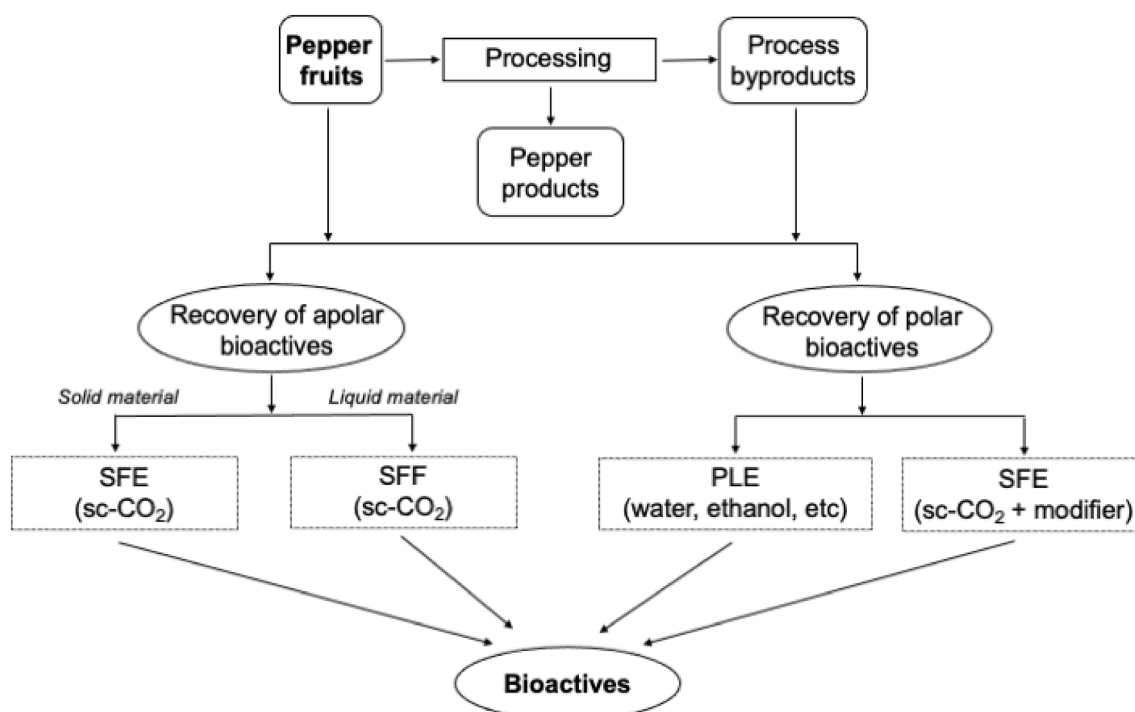 Pepper
fruits
Processing
Process
byproducts
Pepper
products
Recovery of apolar
bioactives
Recovery of polar
bioactives
Solid material
Liquid material
SFE
(sc-CO₂)
SFF
(sc-CO₂)
PLE
(water, ethanol, etc)
SFE
(sc-CO₂ + modifier)
Bioactives